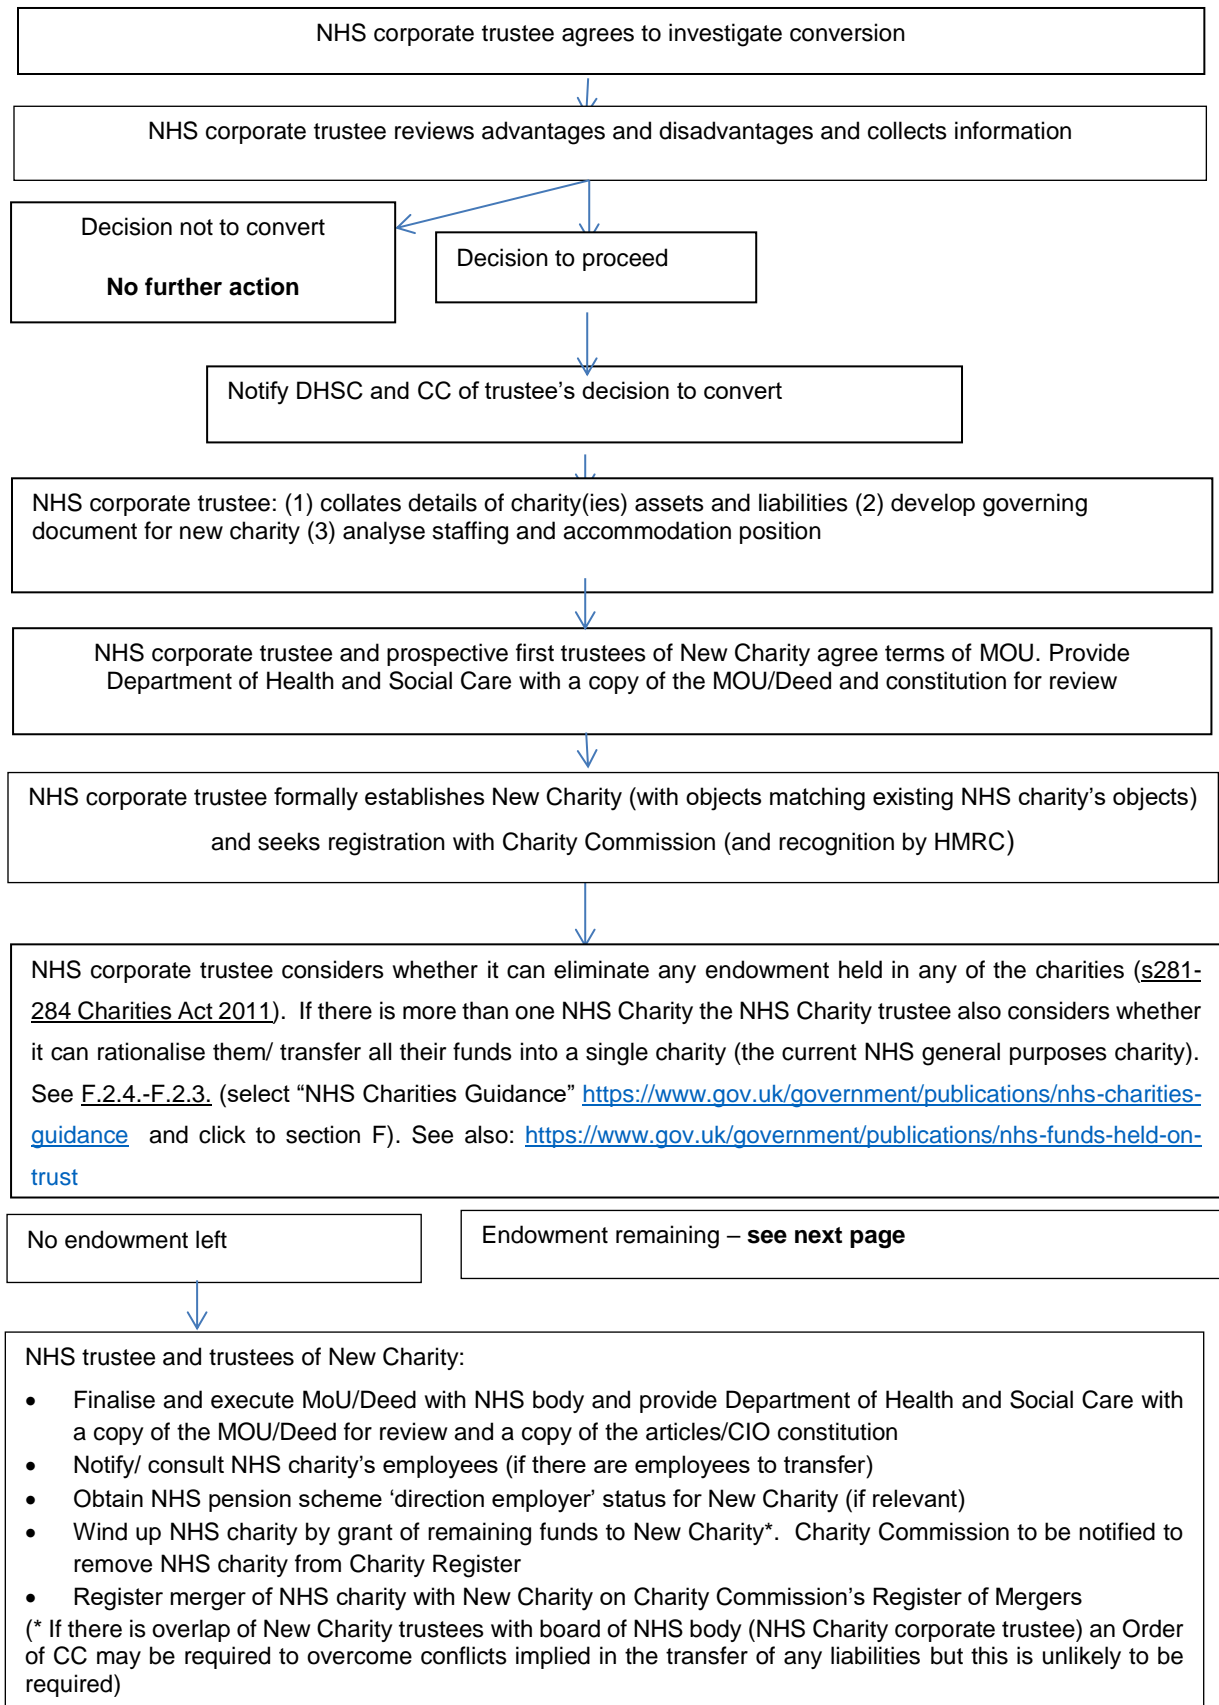 NHS corporate trustee agrees to investigate conversion
NHS corporate trustee reviews advantages and disadvantages and collects information
Decision not to convert
No further action
Decision to proceed
Notify DHSC and CC of trustee’s decision to convert
NHS corporate trustee: (1) collates details of charity(ies) assets and liabilities (2) develop governing
document for new charity (3) analyse staffing and accommodation position
NHS corporate trustee and prospective first trustees of New Charity agree terms of MOU. Provide
Department of Health and Social Care with a copy of the MOU/Deed and constitution for review
NHS corporate trustee formally establishes New Charity (with objects matching existing NHS charity’s objects)
and seeks registration with Charity Commission (and recognition by HMRC)
NHS corporate trustee considers whether it can eliminate any endowment held in any of the charities (s281-
284 Charities Act 2011).  If there is more than one NHS Charity the NHS Charity trustee also considers whether
it can rationalise them/ transfer all their funds into a single charity (the current NHS general purposes charity).
See F.2.4.-F.2.3. (select “NHS Charities Guidance” https://www.gov.uk/government/publications/nhs-charities-
guidance  and click to section F). See also: https://www.gov.uk/government/publications/nhs-funds-held-on-
trust
No endowment left
Endowment remaining – see next page
NHS trustee and trustees of New Charity:
• Finalise and execute MoU/Deed with NHS body and provide Department of Health and Social Care with
a copy of the MOU/Deed for review and a copy of the articles/CIO constitution
• Notify/ consult NHS charity’s employees (if there are employees to transfer)
• Obtain NHS pension scheme ‘direction employer’ status for New Charity (if relevant)
• Wind up NHS charity by grant of remaining funds to New Charity*.  Charity Commission to be notified to
remove NHS charity from Charity Register
• Register merger of NHS charity with New Charity on Charity Commission’s Register of Mergers
(* If there is overlap of New Charity trustees with board of NHS body (NHS Charity corporate trustee) an Order
of CC may be required to overcome conflicts implied in the transfer of any liabilities but this is unlikely to be
required)